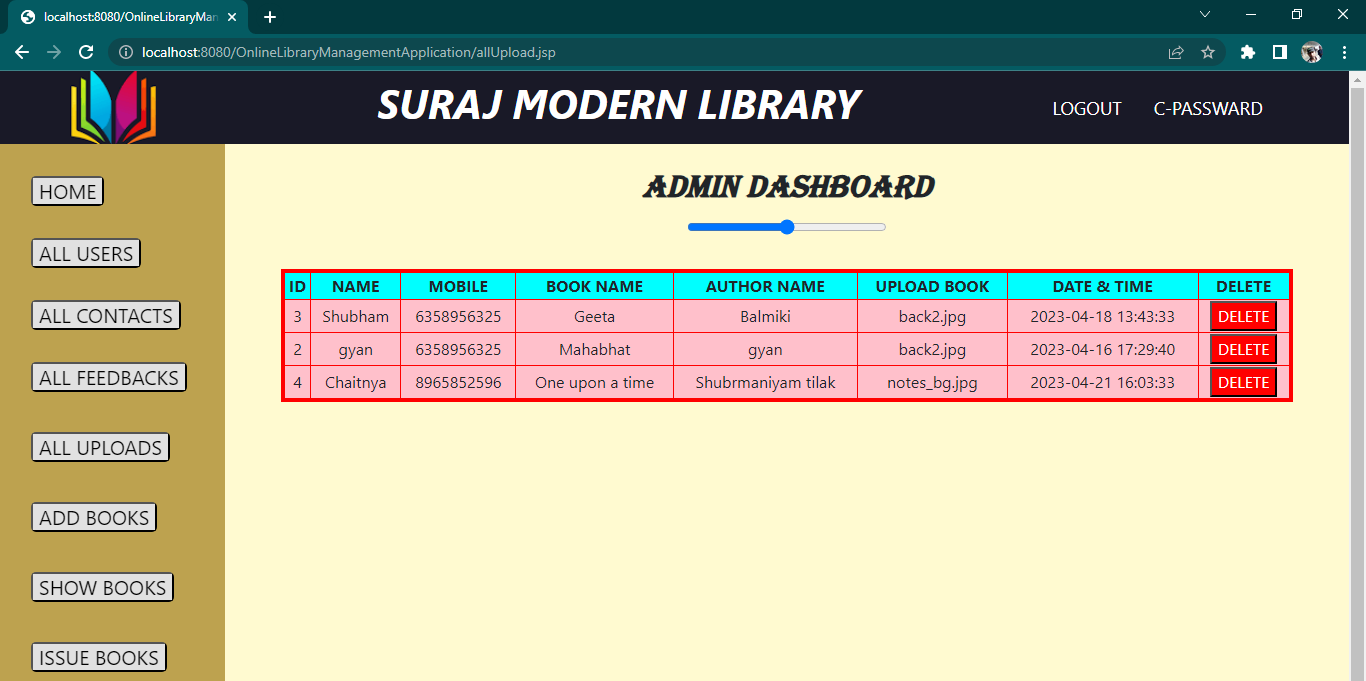 localhost:8080/OnlineLibraryMan
localhost:8080/OnlineLibraryManagementApplication/allUpload.jsp
SURAJ MODERN LIBRARY LOGOUT C-PASSWARD
ADMIN DASHBOARD
HOME
ALL USERS
ALL CONTACTS
ALL FEEDBACKS
ALL UPLOADS
ADD BOOKS
SHOW BOOKS
ISSUE BOOKS
ID NAME MOBILE BOOK NAME AUTHOR NAME UPLOAD BOOK DATE & TIME DELETE
3 Shubham 6358956325 Geeta Balmiki back2.jpg 2023-04-18 13:43:33 DELETE
2 gyan 6358956325 Mahabhat gyan back2.jpg 2023-04-16 17:29:40 DELETE
4 Chaitnya 8965852596 One upon a time Shubrmaniyam tilak notes_bg.jpg 2023-04-21 16:03:33 DELETE